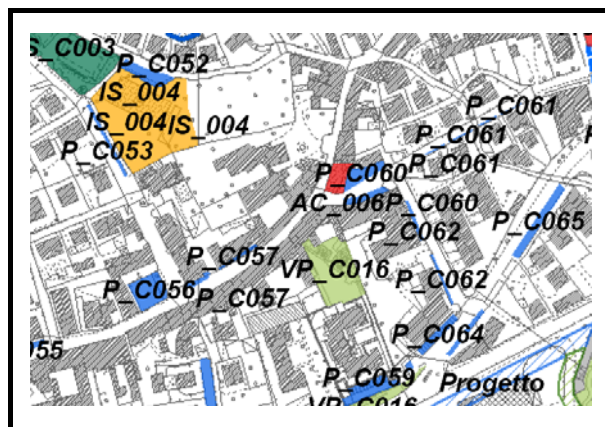 S_C003
P_C052
IS_004
IS_004 IS_004
P_C053
P_C061
P_C061
P_C061
P_C060
AC_006 P_C060
P_C062
P_C065
P_C057
VP_C016
P_C062
P_C056
P_C057
P_C064
055
P_C059
Progetto
VP_C016